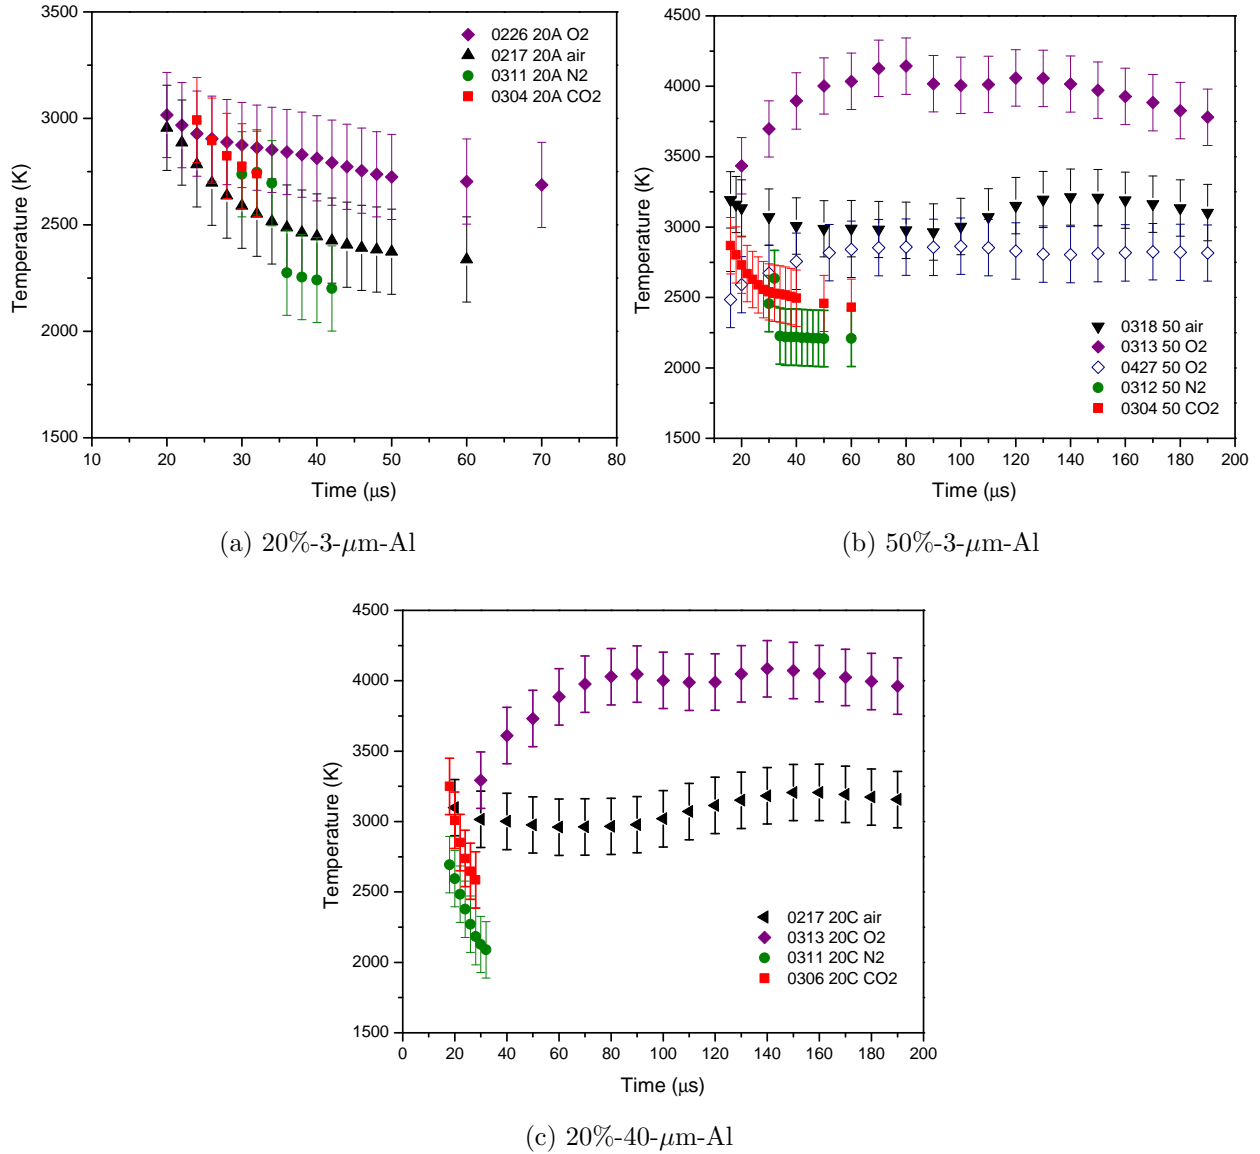 3500
3000
2500
2000
1500
Temperature (K)
0226 20A O2
0217 20A air
0311 20A N2
0304 20A CO2
10 20 30 40 50 60 70 80
Time (μs)
(a) 20%-3-μm-Al
4500
4000
3500
3000
2500
2000
1500
Temperature (K)
0318 50 air
0313 50 O2
0427 50 O2
0312 50 N2
0304 50 CO2
20 40 60 80 100 120 140 160 180 200
Time (μs)
(b) 50%-3-μm-Al
4500
4000
3500
3000
2500
2000
1500
Temperature (K)
0217 20C air
0313 20C O2
0311 20C N2
0306 20C CO2
0 20 40 60 80 100 120 140 160 180 200
Time (μs)
(c) 20%-40-μm-Al